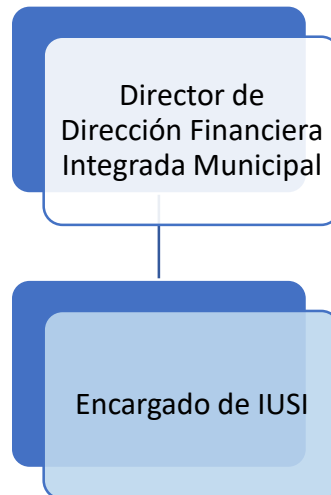 Director de
Dirección Financiera
Integrada Municipal
Encargado de IUSI